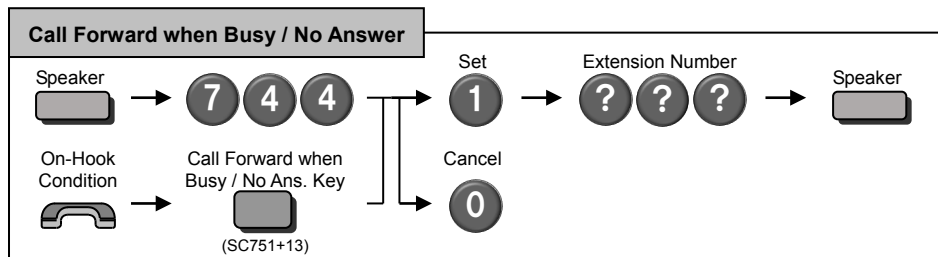 Call Forward when Busy / No Answer
Speaker
7 4 4
Set
1
Extension Number
? ? ?
Speaker
On-Hook
Condition
Call Forward when
Busy / No Ans. Key
(SC751+13)
Cancel
0